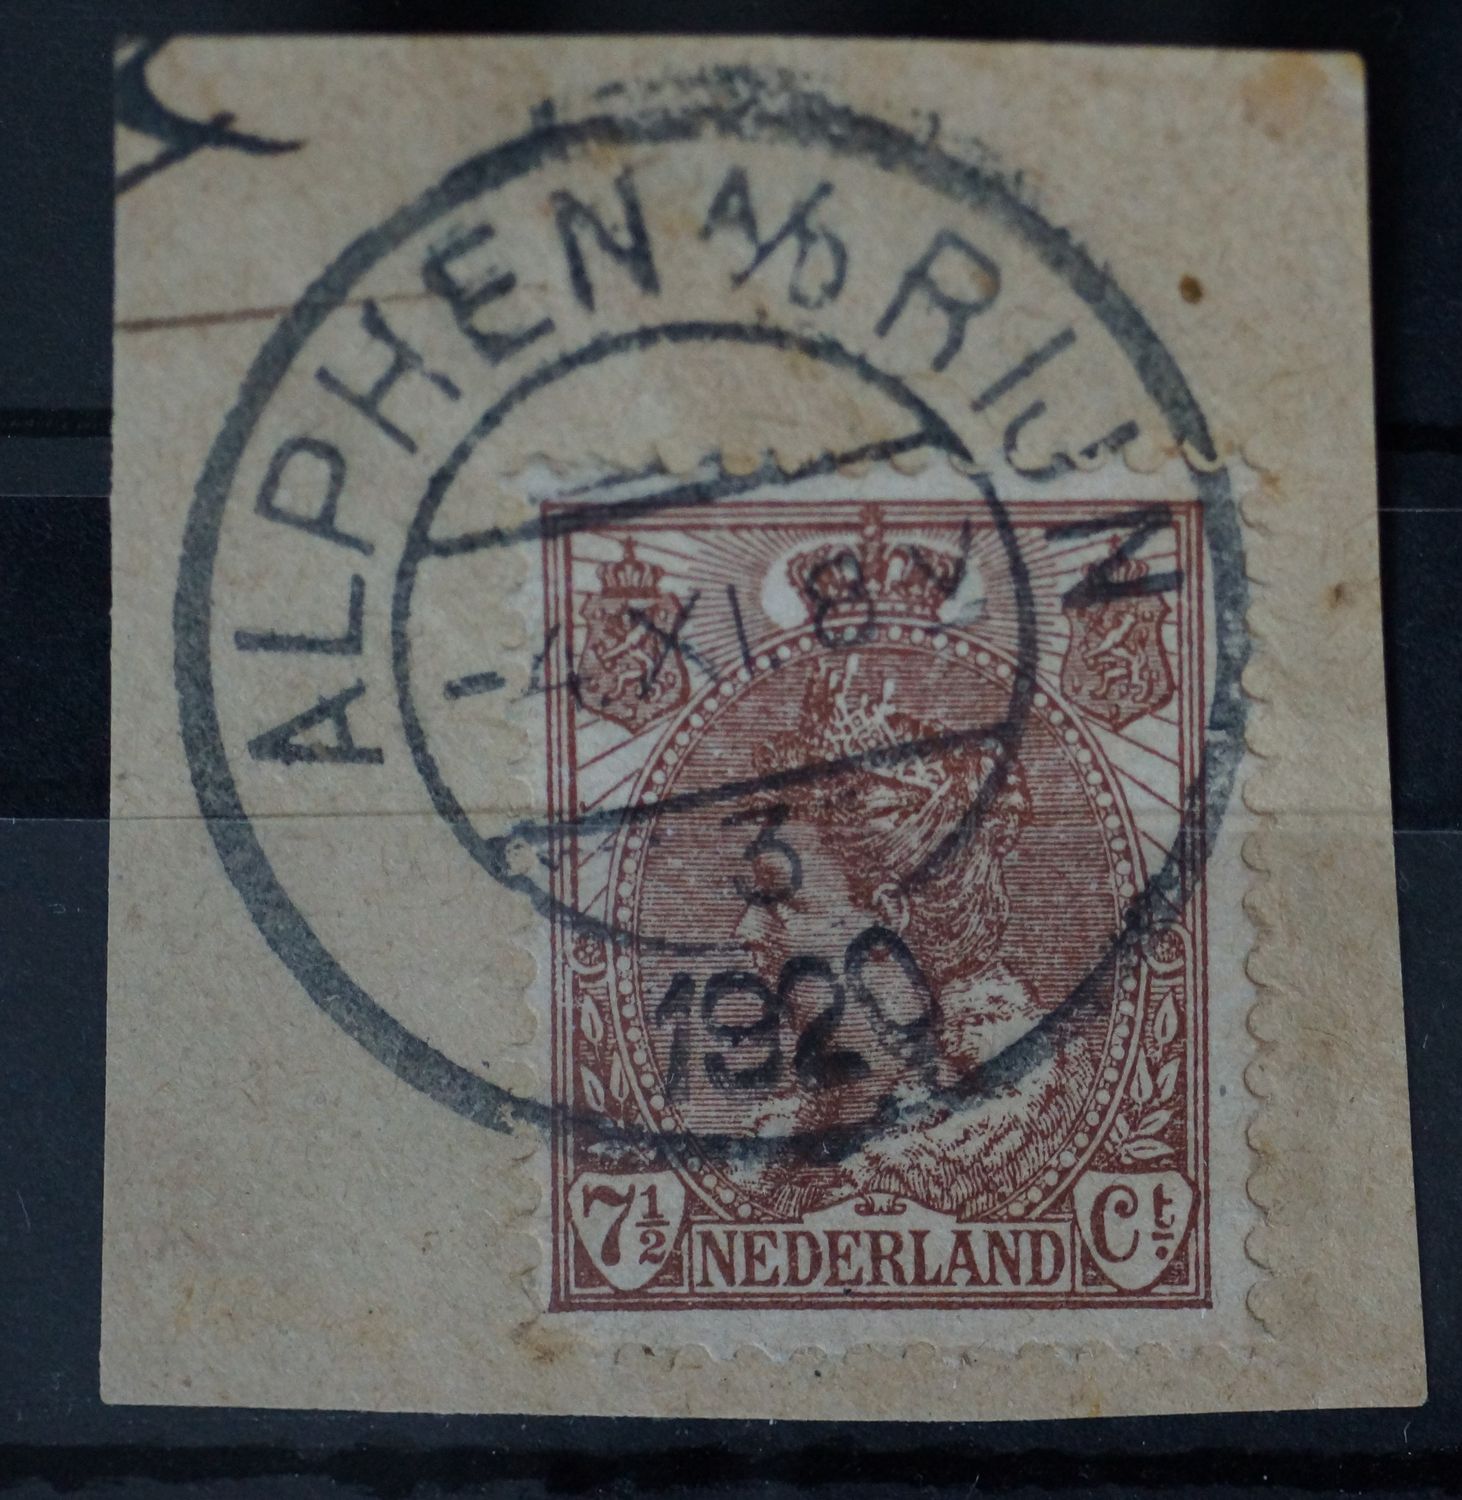 ALPHEN A/D RIJN
4.XI.8 V
3
1920
7½ NEDERLAND Ct.